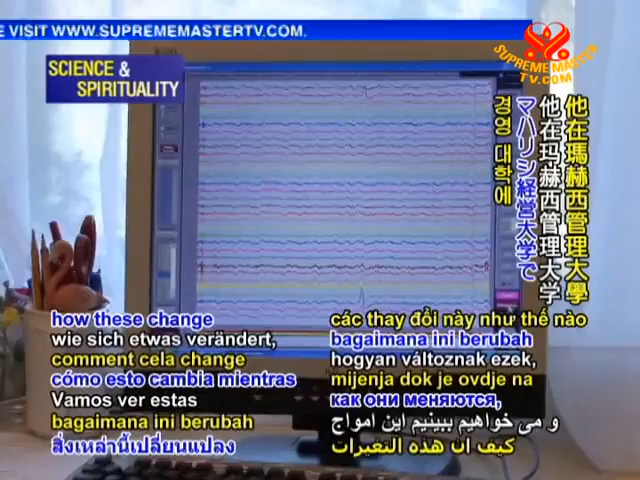 E VISIT WWW.SUPREMEMASTERTV.COM.
SUPREME MASTER
TV.COM
SCIENCE &
SPIRITUALITY
他在瑪赫西管理大學
他在玛赫西管理大学
マハリシ経営大学で
경영 대학에
how these change
wie sich etwas verändert,
comment cela change
cómo esto cambia mientras
Vamos ver estas
bagaimana ini berubah
สิ่งเหล่านี้เปลี่ยนแปลง
các thay đổi này như thế nào
bagaimana ini berubah
hogyan változnak ezek,
mijenja dok je ovdje na
как они меняются,
و می خواهیم ببینیم این امواج
كيف ان هذه التغيرات